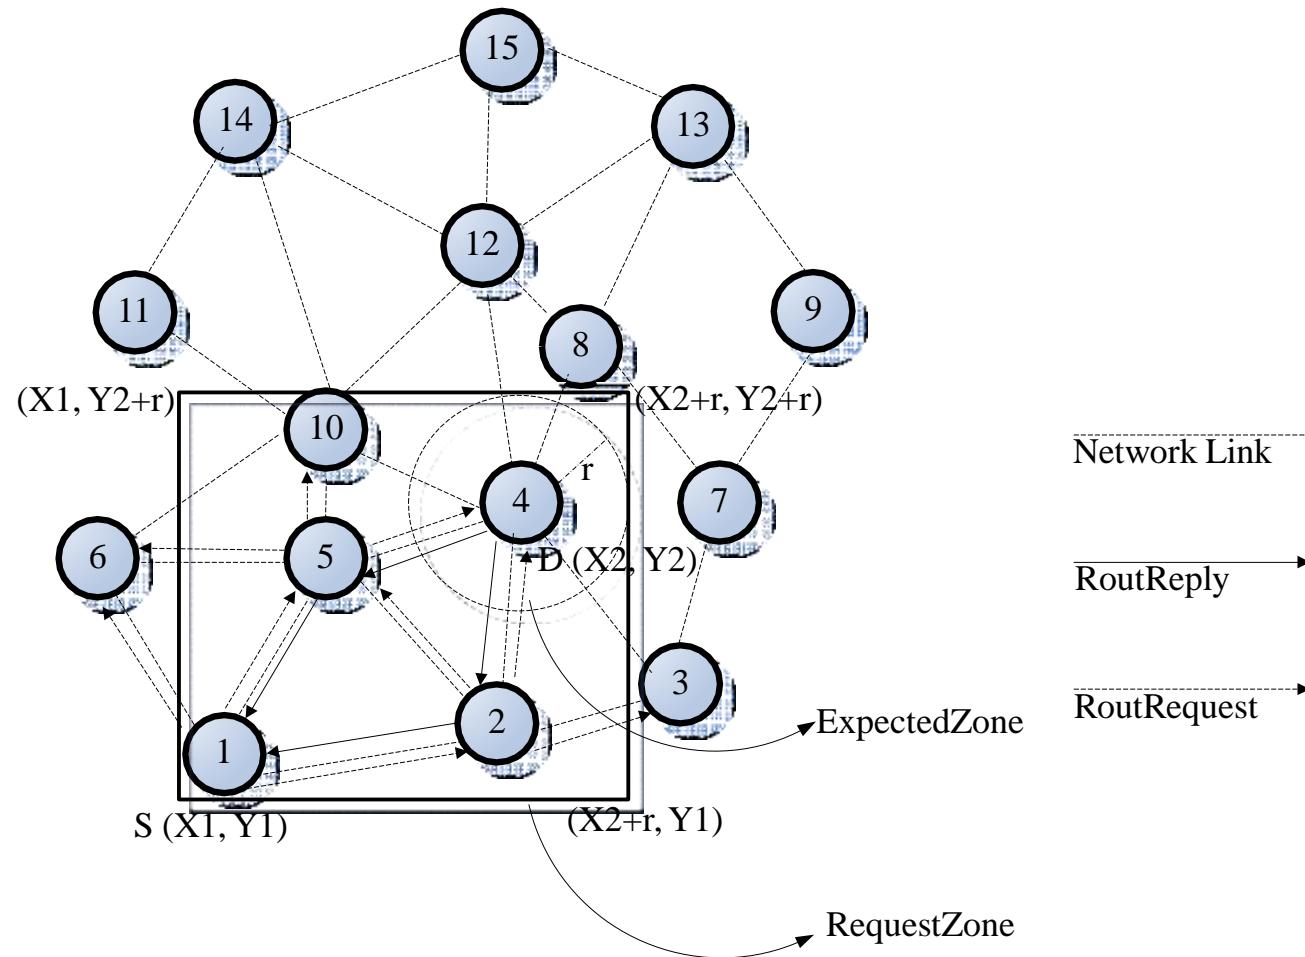 15
14
13
12
11
9
8
(X1, Y2+r)
(X2+r, Y2+r)
10
Network Link
r
4
7
6
5
D (X2, Y2)
RoutReply
3
RoutRequest
2
ExpectedZone
1
S (X1, Y1)
(X2+r, Y1)
RequestZone